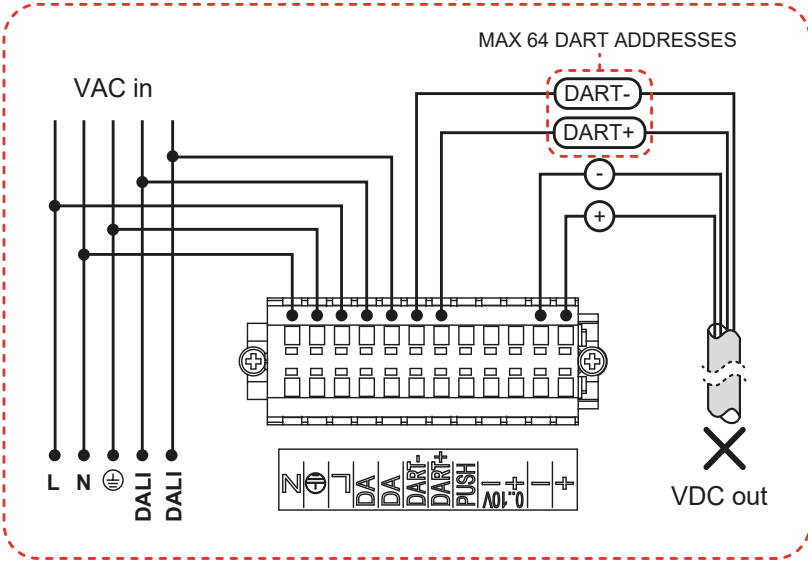 MAX 64 DART ADDRESSES
VAC in
DART-
DART+
-
+
L N DALI DALI
N L DA DA DART- DART+ PUSH - + 0..10V - +
VDC out